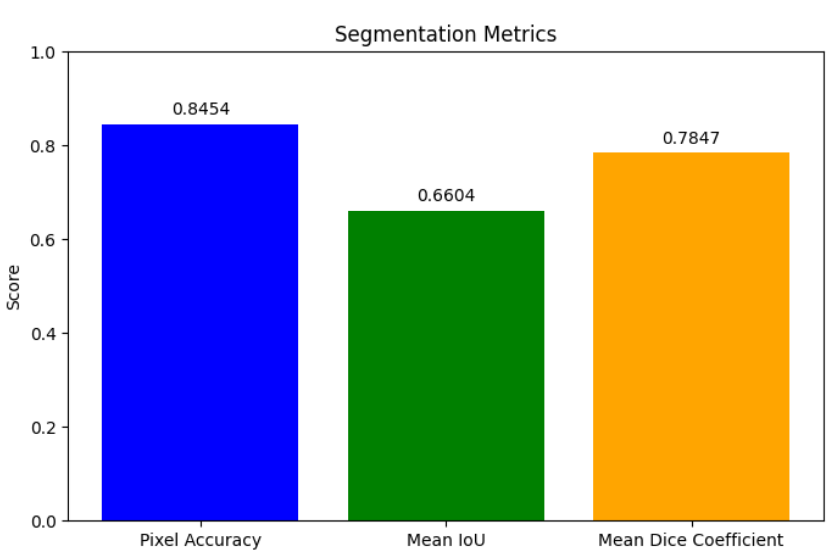 Segmentation Metrics
1.0
0.8
0.6
0.4
0.2
0.0
Score
0.8454
0.6604
0.7847
Pixel Accuracy
Mean IoU
Mean Dice Coefficient